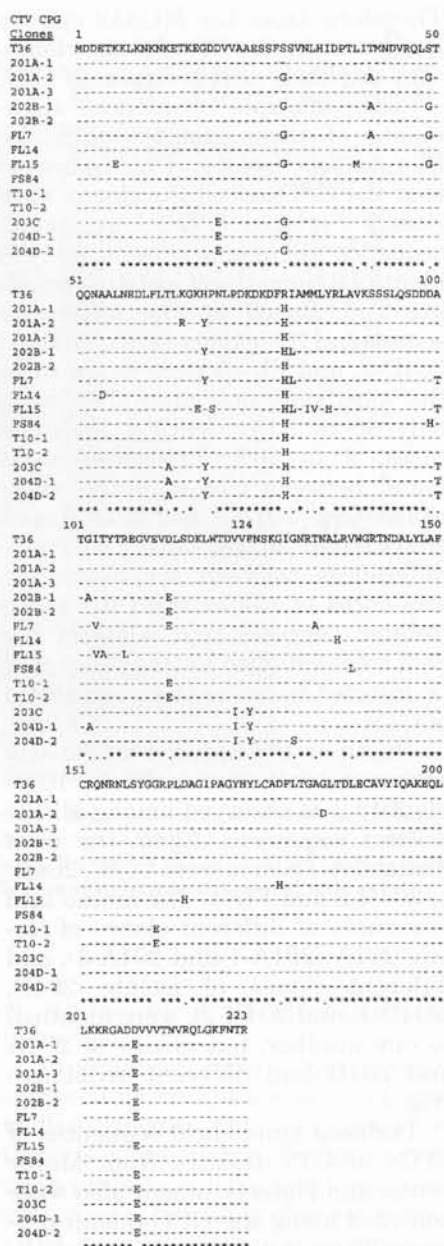 CTV CPG
Clones 1 50
T36 MDDETKKLKNKNKETKEGDDVVAAESSFSSVNLHIDPTLITMNDVRQLST
201A-1 --------------------------------------------------
201A-2 ----------------------------G-----------A-------G-
201A-3 --------------------------------------------------
202B-1 ----------------------------G-----------A-------G-
202B-2 --------------------------------------------------
FL7 ----------------------------G-----------A-------G-
FL14 --------------------------------------------------
FL15 -----E----------------------G---------M---------G-
FS84 --------------------------------------------------
T10-1 --------------------------------------------------
T10-2 --------------------------------------------------
203C -------------------E--------G---------------------
204D-1 -------------------E--------G---------------------
204D-2 -------------------E--------G---------------------
*****.*************.********.*********.*.*******.*
51 100
T36 QQNAALNRDLFLTLKGKHPNLPDKDKDFRIAMMLYRLAVKSSSLQSDDDA
201A-1 ----------------------------H---------------------
201A-2 --------------R--Y----------H---------------------
201A-3 ----------------------------H---------------------
202B-1 -----------------Y----------HL--------------------
202B-2 ----------------------------H---------------------
FL7 -----------------Y----------HL-------------------T
FL14 ---D------------------------H---------------------
FL15 ----------------E-S---------HL-IV-H--------------T
FS84 ----------------------------H-------------------H-
T10-1 ----------------------------H---------------------
T10-2 ----------------------------H---------------------
203C ------------A----Y----------H--------------------T
204D-1 ------------A----Y----------H--------------------T
204D-2 ------------A----Y----------H--------------------T
101 124 150
T36 TGITYTREGVEVDLSDKLWTDVVFNSKGIGNRTNALRVWGRTNDALYLAF
201A-1 --------------------------------------------------
201A-2 --------------------------------------------------
201A-3 --------------------------------------------------
202B-1 -A----------E-------------------------------------
202B-2 ------------E-------------------------------------
FL7 --V---------E-------------------A-----------------
FL14 -----------------------------------H--------------
FL15 --VA--L-------------------------------------------
FS84 -------------------------------------L------------
T10-1 ------------E-------------------------------------
T10-2 ------------E-------------------------------------
203C ---------------------I-Y--------------------------
204D-1 -A-------------------I-Y--------------------------
204D-2 ---------------------I-Y-----S--------------------
151 200
T36 CRQNRNLSYGGRPLDAGIPAGYHYLCADFLTGAGLTDLECAVYIQAKHQL
201A-1 --------------------------------------------------
201A-2 ---------------------------------D----------------
201A-3 --------------------------------------------------
202B-1 --------------------------------------------------
202B-2 --------------------------------------------------
FL7 --------------------------------------------------
FL14 ---------------------------H----------------------
FL15 --------------A-----------------------------------
FS84 --------------------------------------------------
T10-1 ----------E---------------------------------------
T10-2 ----------E---------------------------------------
203C --------------------------------------------------
204D-1 --------------------------------------------------
204D-2 --------------------------------------------------
201 223
T36 LKKRGADDVVVTWVRQLGKFNTR
201A-1 -------E---------------
201A-2 -------E---------------
201A-3 -------E---------------
202B-1 -------E---------------
202B-2 -------E---------------
FL7 -------E---------------
FL14 -----------------------
FL15 -------E---------------
FS84 -----------------------
T10-1 -------E---------------
T10-2 -------E---------------
203C -------E---------------
204D-1 -------E---------------
204D-2 -------E---------------
*******.***************